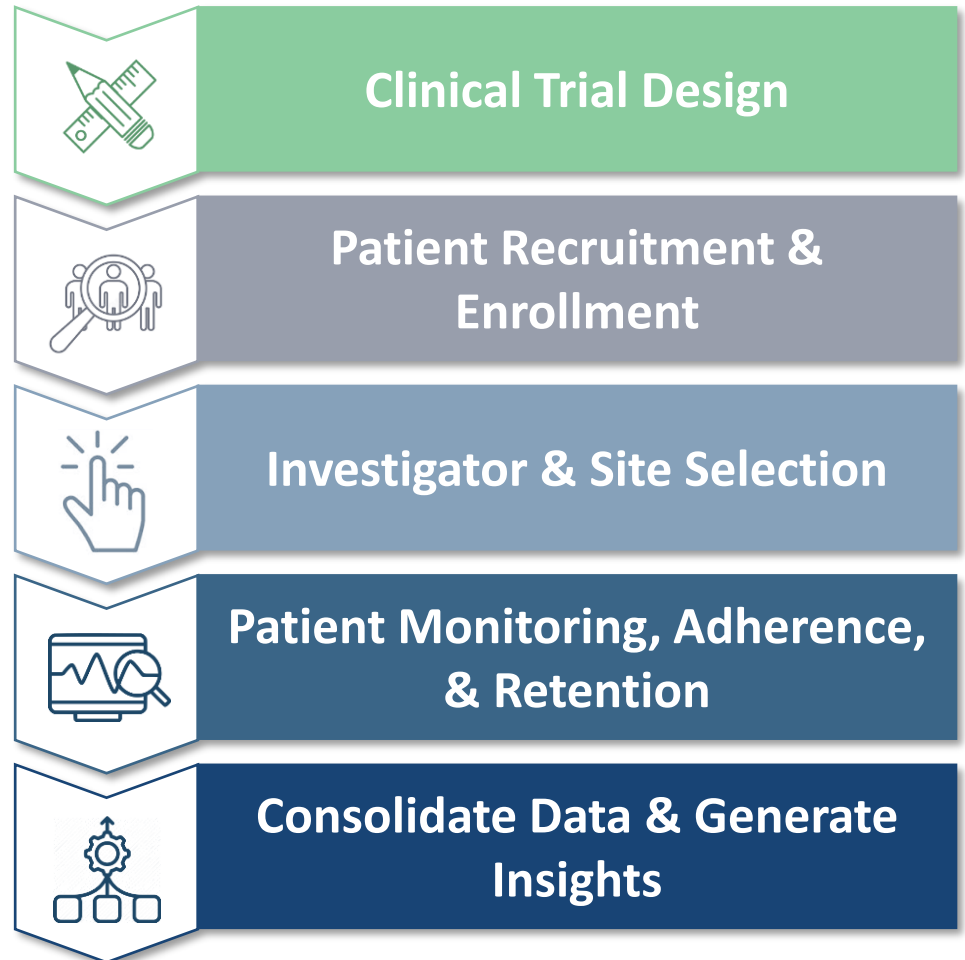 Clinical Trial Design
Patient Recruitment &
Enrollment
Investigator & Site Selection
Patient Monitoring, Adherence,
& Retention
Consolidate Data & Generate
Insights